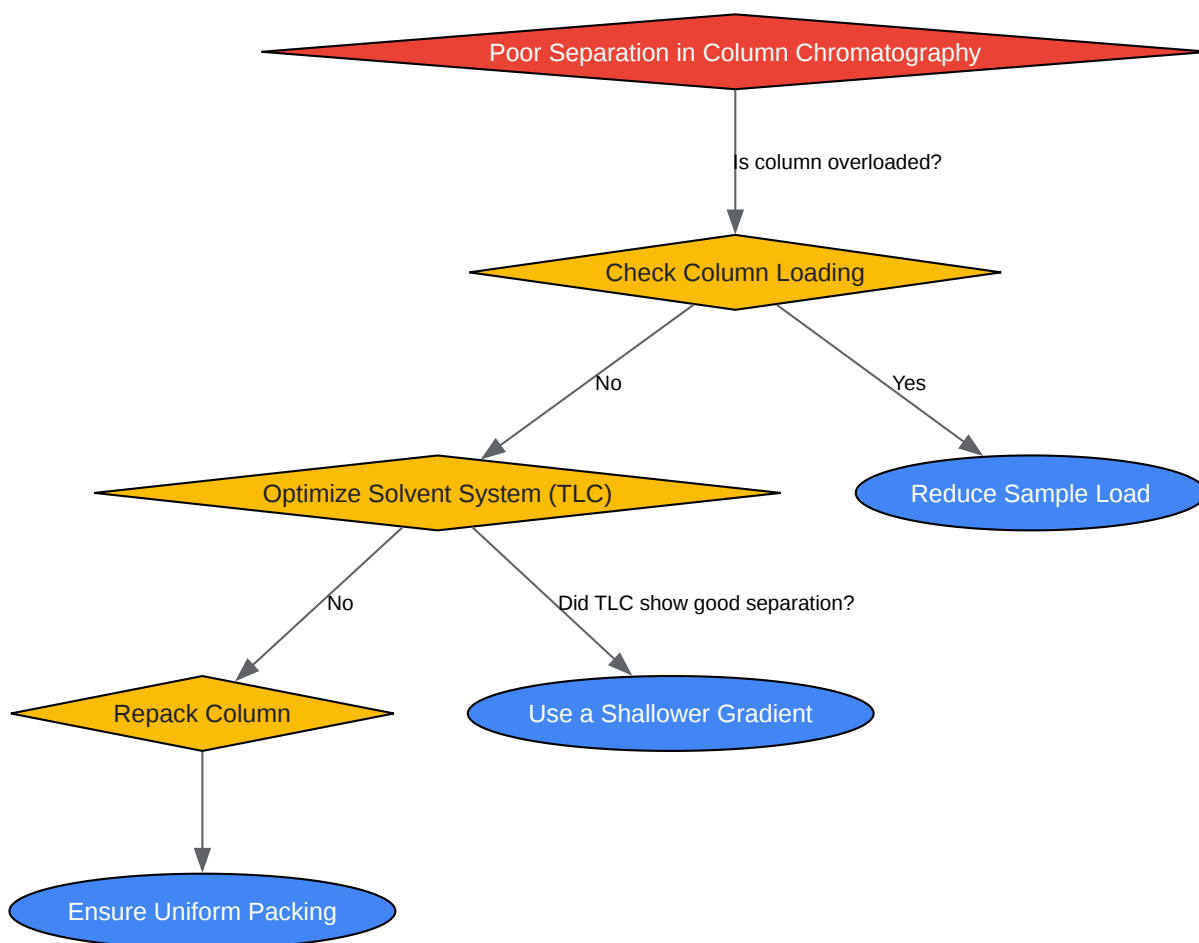 Poor Separation in Column Chromatography
Is column overloaded?
Check Column Loading
No
Yes
Optimize Solvent System (TLC)
Reduce Sample Load
No
Did TLC show good separation?
Repack Column
Use a Shallower Gradient
Ensure Uniform Packing